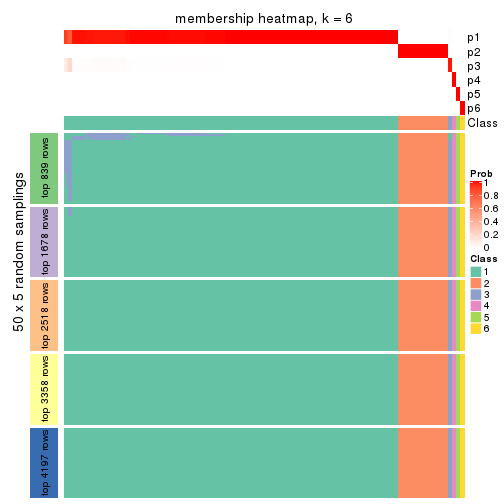 membership heatmap, k = 6
p1
p2
p3
p4
p5
p6
Class
50 x 5 random samplings
top 839 rows
top 1678 rows
top 2518 rows
top 3358 rows
top 4197 rows
Prob
1
0.8
0.6
0.4
0.2
0
Class
1
2
3
4
5
6